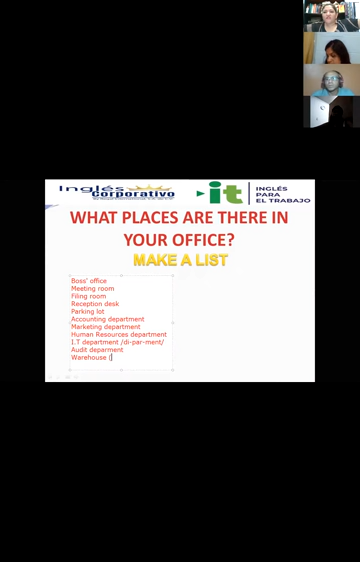 Inglés
Corporativo
it
INGLÉS
PARA
EL TRABAJO
WHAT PLACES ARE THERE IN
YOUR OFFICE?
MAKE A LIST
Boss' office
Meeting room
Filing room
Reception desk
Parking lot
Accounting department
Marketing department
Human Resources department
I.T department /di-par-ment/
Audit deparment
Warehouse (